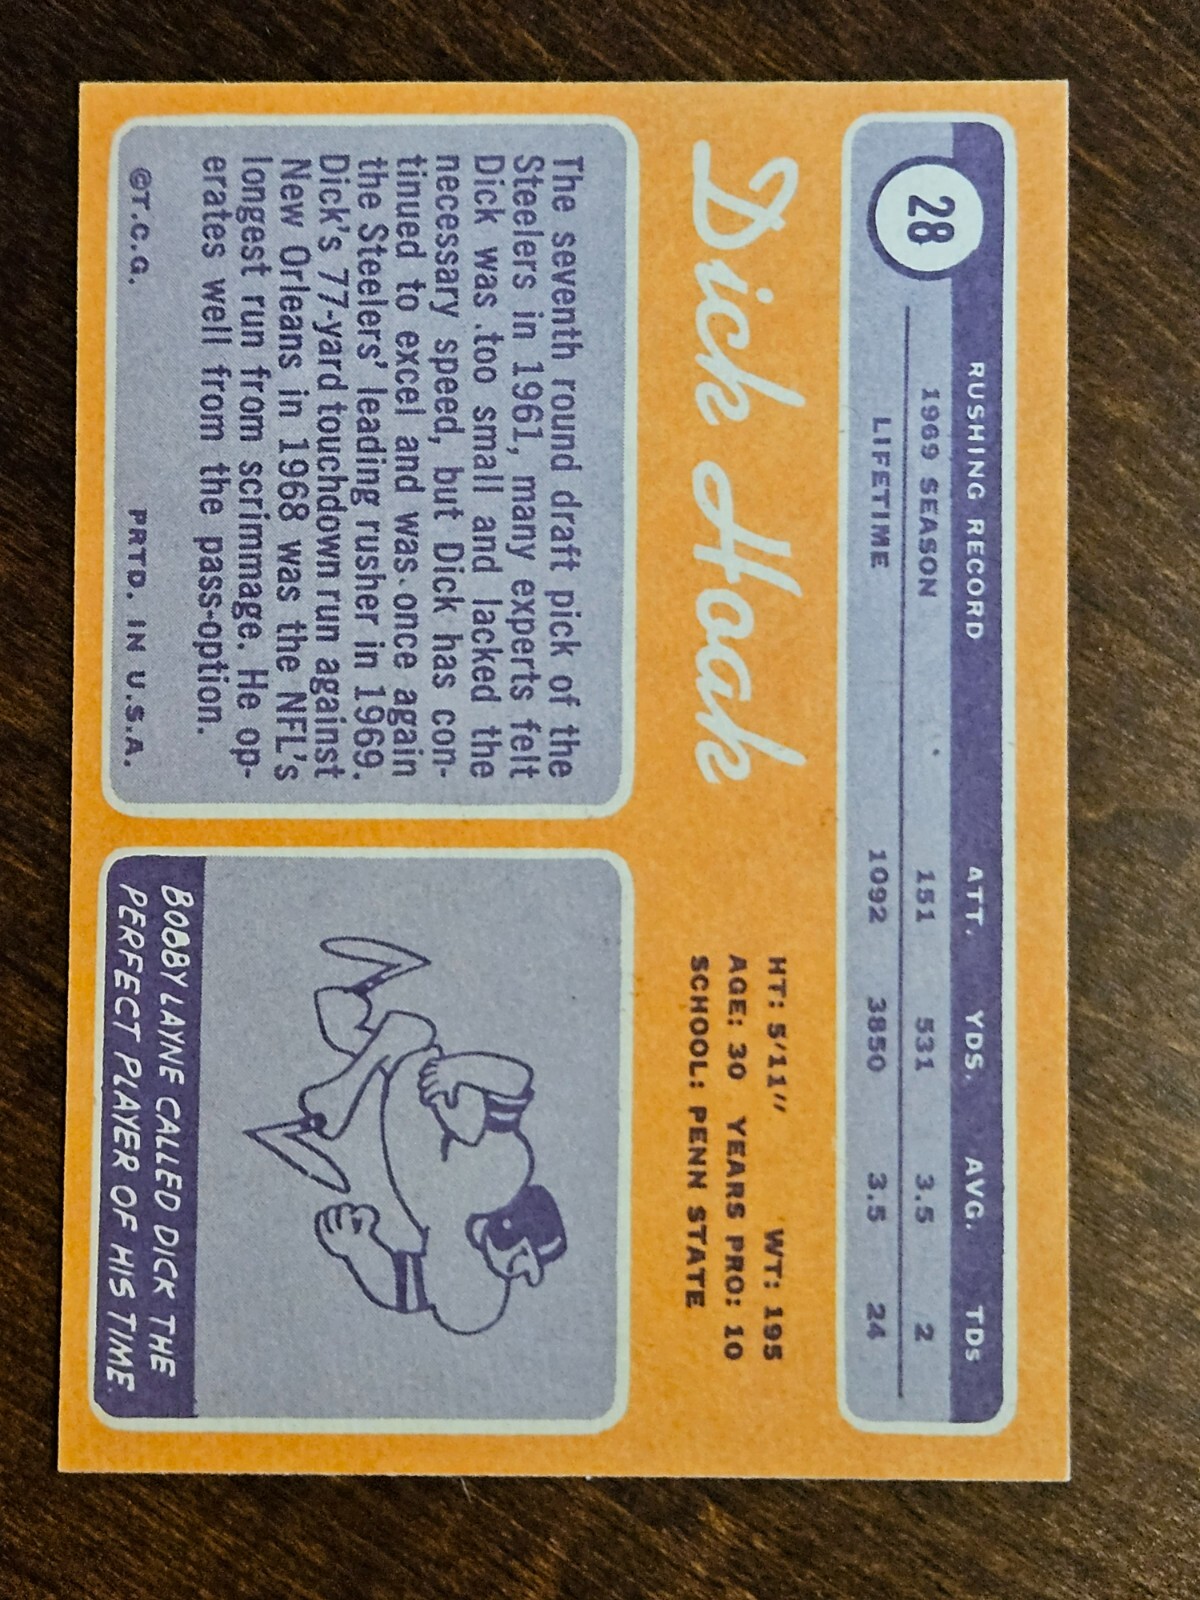 28
RUSHING RECORD ATT. YDS. AVG. TDS
1969 SEASON 151 531 3.5 2
LIFETIME 1092 3850 3.5 24
Dick Hoak
HT: 5'11" WT: 195
AGE: 30 YEARS PRO: 10
SCHOOL: PENN STATE
The seventh round draft pick of the
Steelers in 1961, many experts felt
Dick was too small and lacked the
necessary speed, but Dick has con-
tinued to excel and was once again
the Steelers' leading rusher in 1969.
Dick's 77-yard touchdown run against
New Orleans in 1968 was the NFL's
longest run from scrimmage. He op-
erates well from the pass-option.
©T.C.G. PRTD. IN U.S.A.
BOBBY LAYNE CALLED DICK THE
PERFECT PLAYER OF HIS TIME.